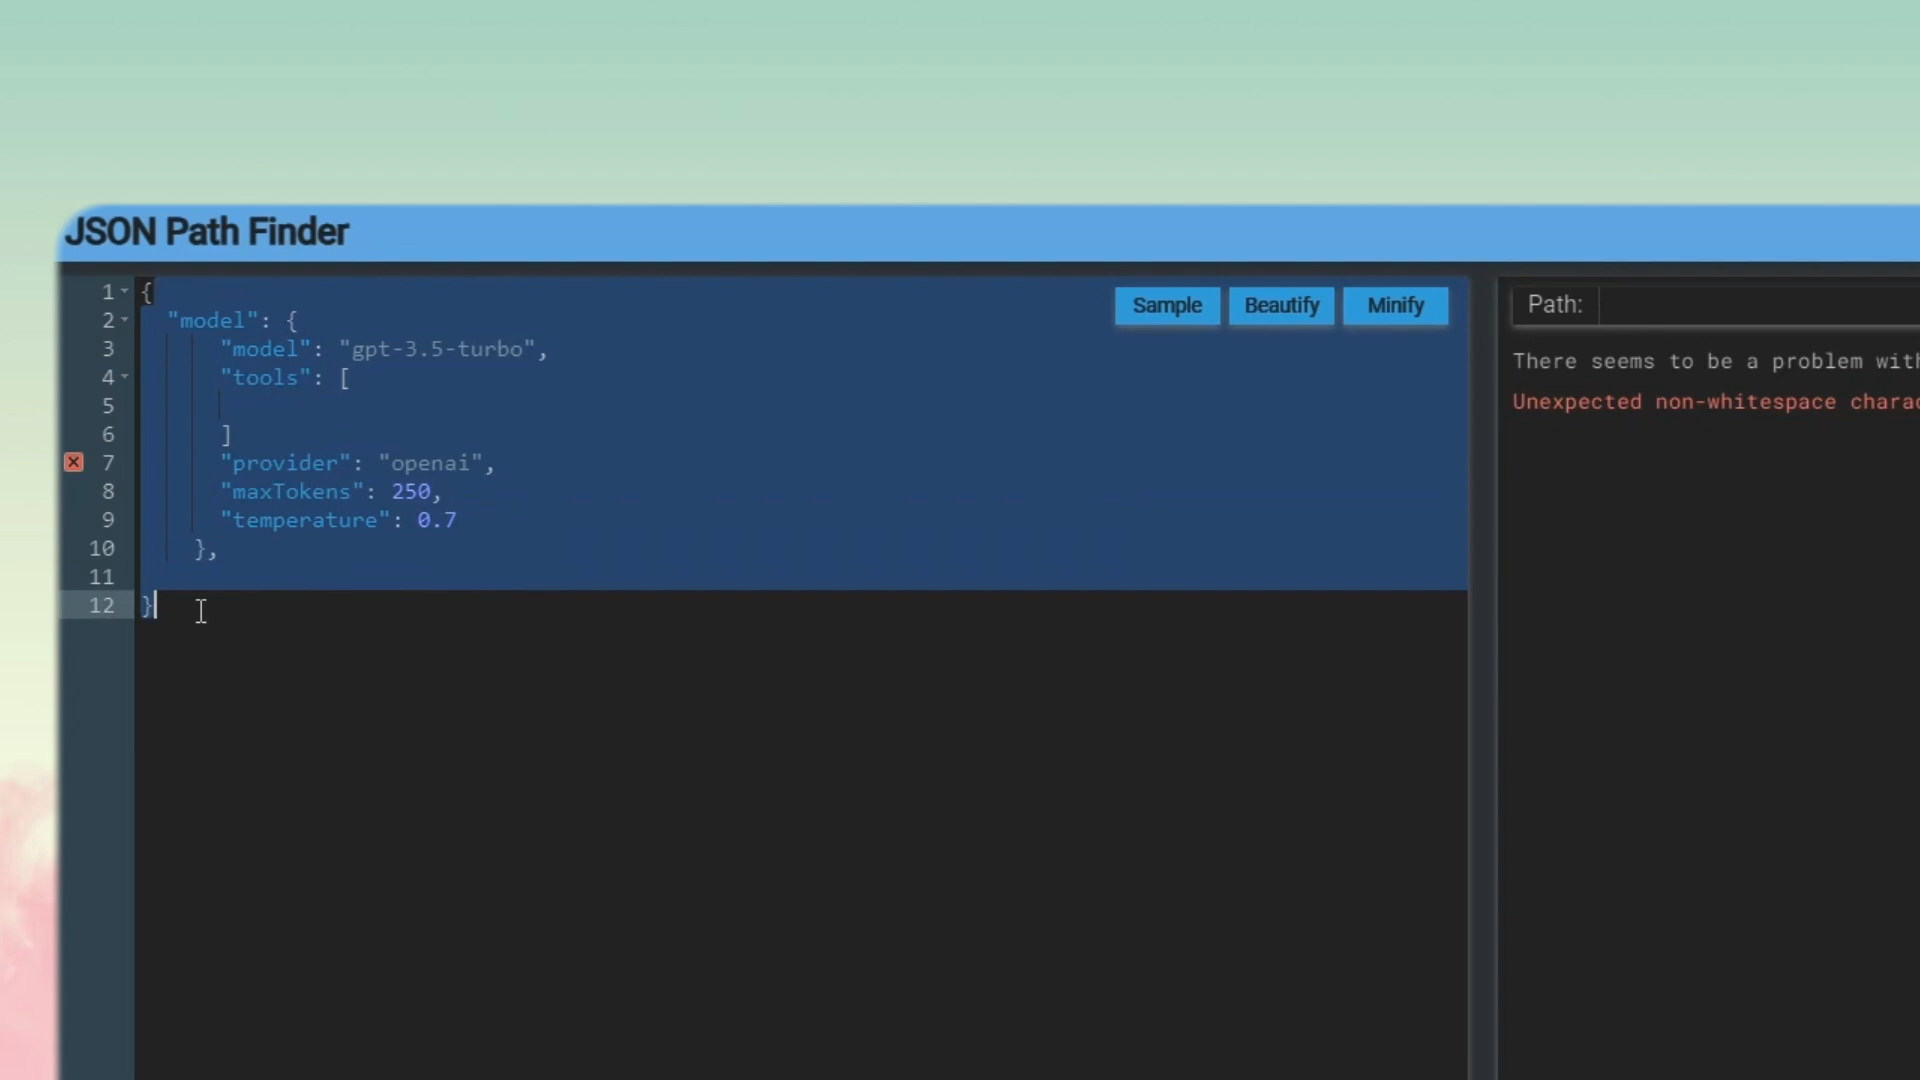 JSON Path Finder
1 {
2 "model": {
3 "model": "gpt-3.5-turbo",
4 "tools": [
5
6 ]
7 "provider": "openai",
8 "maxTokens": 250,
9 "temperature": 0.7
10 },
11
12 }
Sample Beautify Minify
Path:
There seems to be a problem with
Unexpected non-whitespace charac